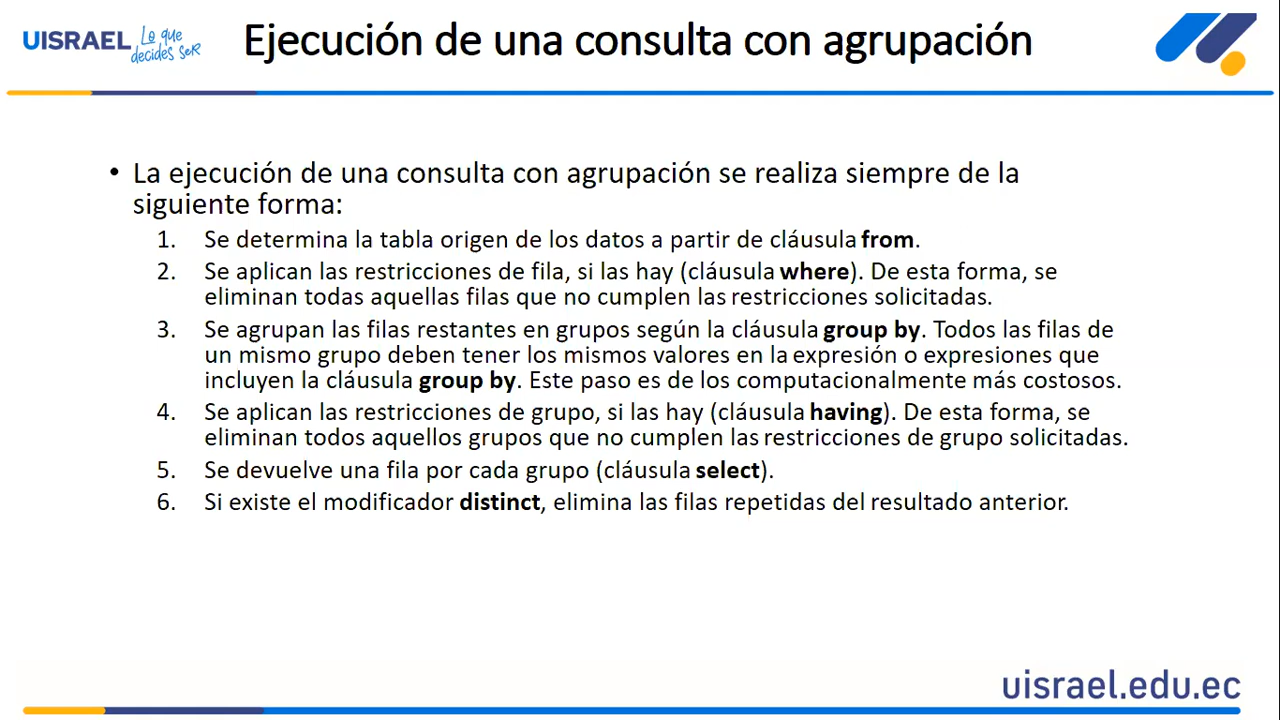 UISRAEL Lo que
decides seR
Ejecución de una consulta con agrupación
• La ejecución de una consulta con agrupación se realiza siempre de la
siguiente forma:
1. Se determina la tabla origen de los datos a partir de cláusula from.
2. Se aplican las restricciones de fila, si las hay (cláusula where). De esta forma, se
eliminan todas aquellas filas que no cumplen las restricciones solicitadas.
3. Se agrupan las filas restantes en grupos según la cláusula group by. Todos las filas de
un mismo grupo deben tener los mismos valores en la expresión o expresiones que
incluyen la cláusula group by. Este paso es de los computacionalmente más costosos.
4. Se aplican las restricciones de grupo, si las hay (cláusula having). De esta forma, se
eliminan todos aquellos grupos que no cumplen las restricciones de grupo solicitadas.
5. Se devuelve una fila por cada grupo (cláusula select).
6. Si existe el modificador distinct, elimina las filas repetidas del resultado anterior.
uisrael.edu.ec